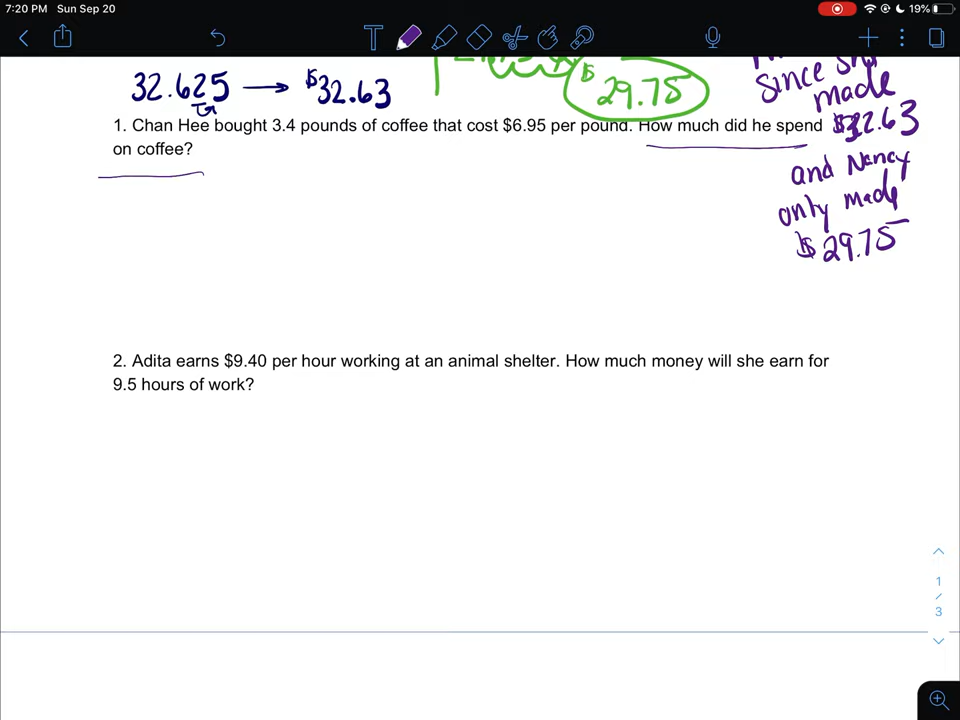 7:20 PM Sun Sep 20
19%
T
32.625 → $32.63
$29.75
since
made
$32.63
and Nancy
only made
$29.75
1. Chan Hee bought 3.4 pounds of coffee that cost $6.95 per pound. How much did he spend
on coffee?
2. Adita earns $9.40 per hour working at an animal shelter. How much money will she earn for
9.5 hours of work?
1
/
3